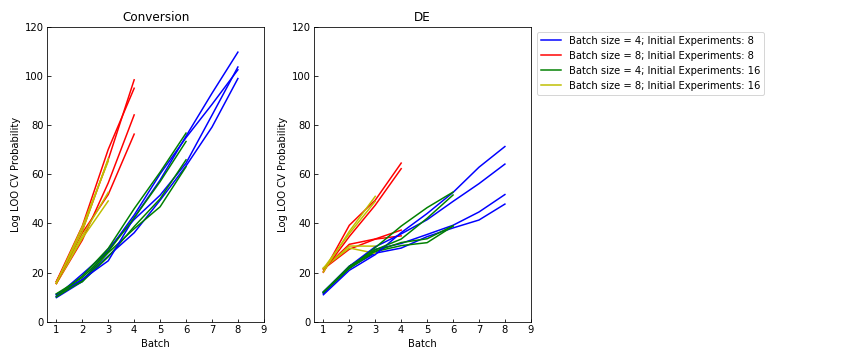 Conversion
DE
Log LOO CV Probability
120
100
80
60
40
20
0
1 2 3 4 5 6 7 8 9
Batch
Log LOO CV Probability
120
100
80
60
40
20
0
1 2 3 4 5 6 7 8 9
Batch
Batch size = 4; Initial Experiments: 8
Batch size = 8; Initial Experiments: 8
Batch size = 4; Initial Experiments: 16
Batch size = 8; Initial Experiments: 16